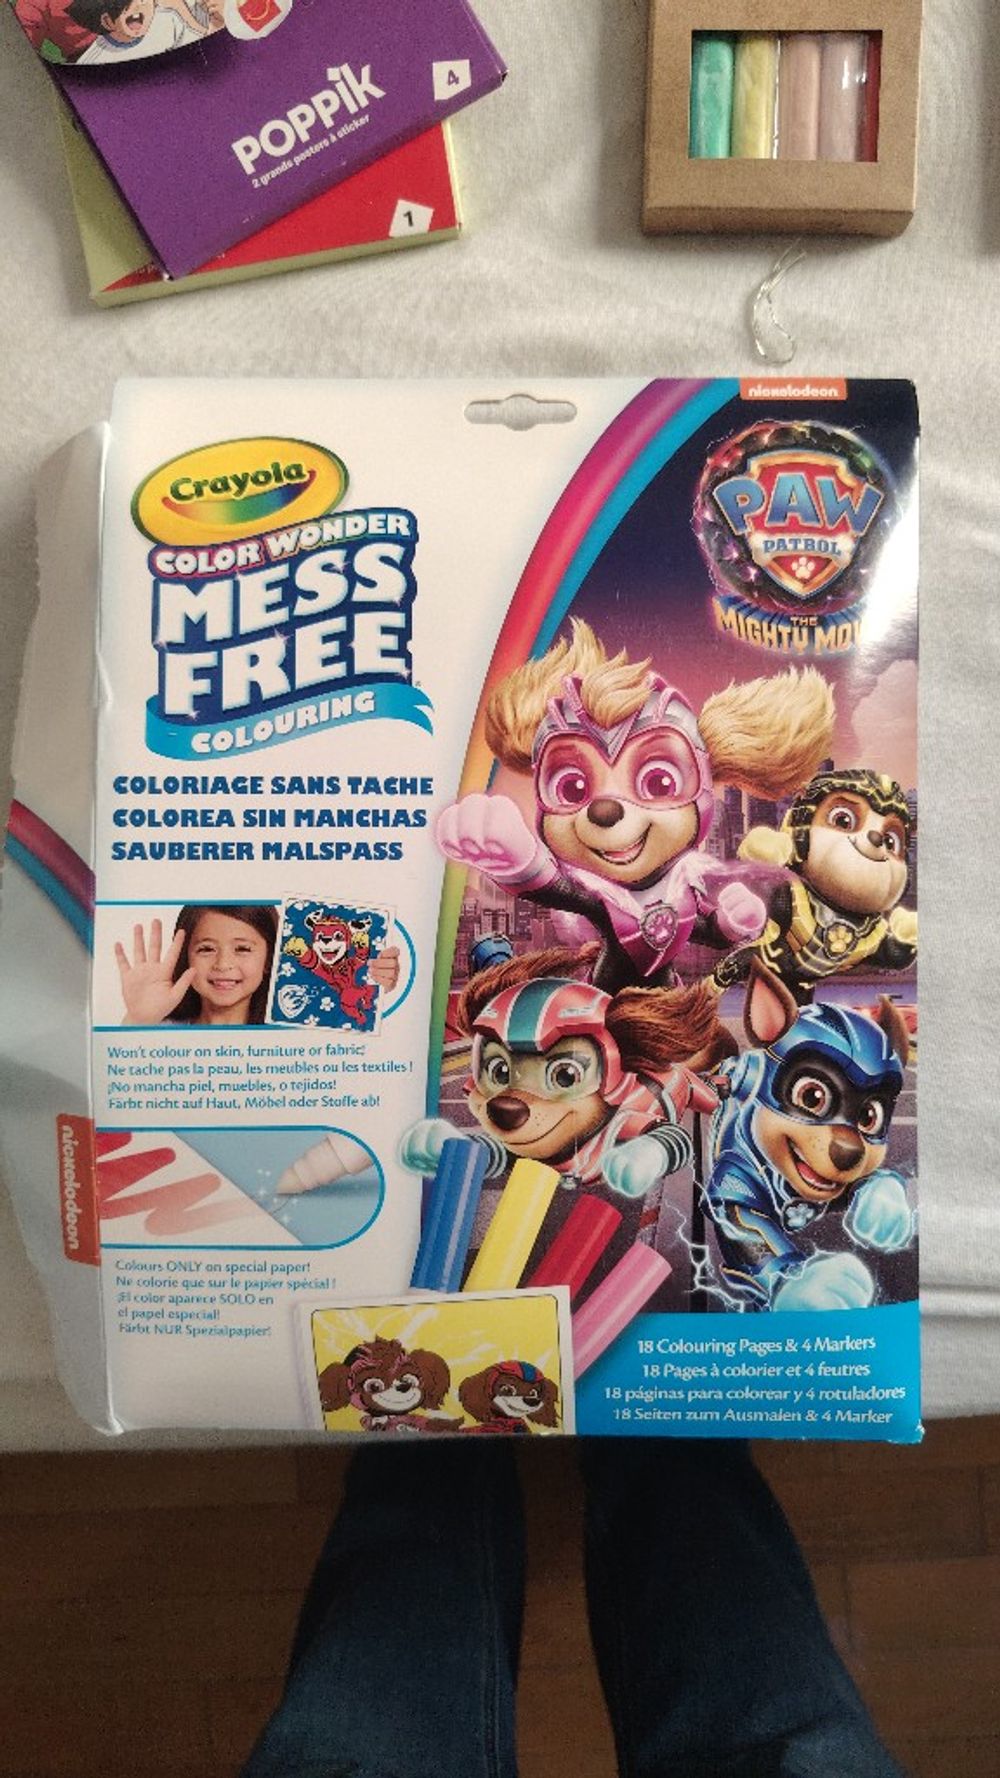 POPPIK
4
2 grands posters à sticker
1
nickelodeon
Crayola
COLOR WONDER
MESS
FREE
COLOURING
PAW
PATROL
THE
MIGHTY
COLORIAGE SANS TACHE
COLOREA SIN MANCHAS
SAUBERER MALSPASS
Won't colour on skin, furniture or fabric!
Ne tache pas la peau, les meubles ou les textiles !
¡No mancha piel, muebles, o tejidos!
Färbt nicht auf Haut, Möbel oder Stoffe ab!
nickelodeon
Colours ONLY on special paper!
Ne colorie que sur le papier spécial !
¡El color aparece SOLO en
el papel especial!
Färbt NUR Spezialpapier!
18 Colouring Pages & 4 Markers
18 Pages à colorier et 4 feutres
18 páginas para colorear y 4 rotuladores
18 Seiten zum Ausmalen & 4 Marker